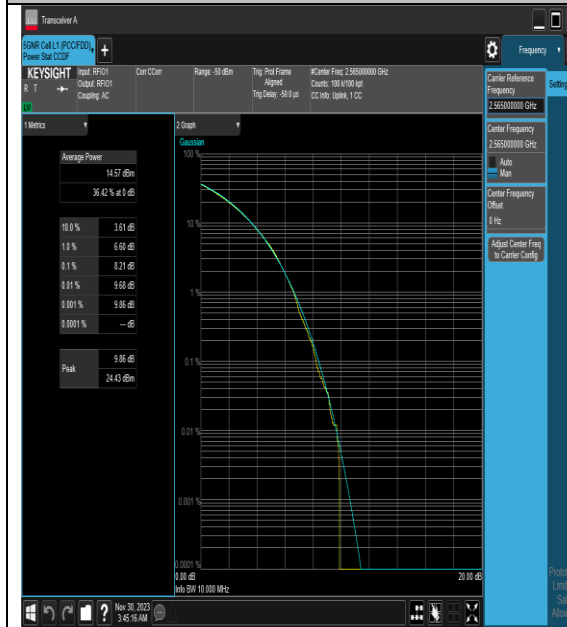 Transceiver A
5GNR Cell L1 (PCC/FDD),
Power Stat CCDF
+
Frequency
KEYSIGHT
R T
Input: RFIO1
Output: RFIO1
Coupling: AC
Corr CCorr
Range: -50 dBm
Trig: Prot Frame
Aligned
Trig Delay: -50.0 µs
#Center Freq: 2.565000000 GHz
Counts: 100 k/100 kpt
CC Info: Uplink, 1 CC
1 Metrics
Average Power
14.57 dBm
36.42 % at 0 dB
10.0 % 3.61 dB
1.0 % 6.60 dB
0.1 % 8.21 dB
0.01 % 9.68 dB
0.001 % 9.86 dB
0.0001 % --- dB
Peak
9.86 dB
24.43 dBm
2 Graph
Gaussian
100 %
10 %
1 %
0.1 %
0.01 %
0.001 %
0.0001 %
0.00 dB
20.00 dB
Info BW 10.000 MHz
Carrier Reference
Frequency
2.565000000 GHz
Center Frequency
2.565000000 GHz
Auto
Man
Center Frequency
Offset
0 Hz
Adjust Center Freq
to Carrier Config
Nov 30, 2023
3:45:16 AM
?